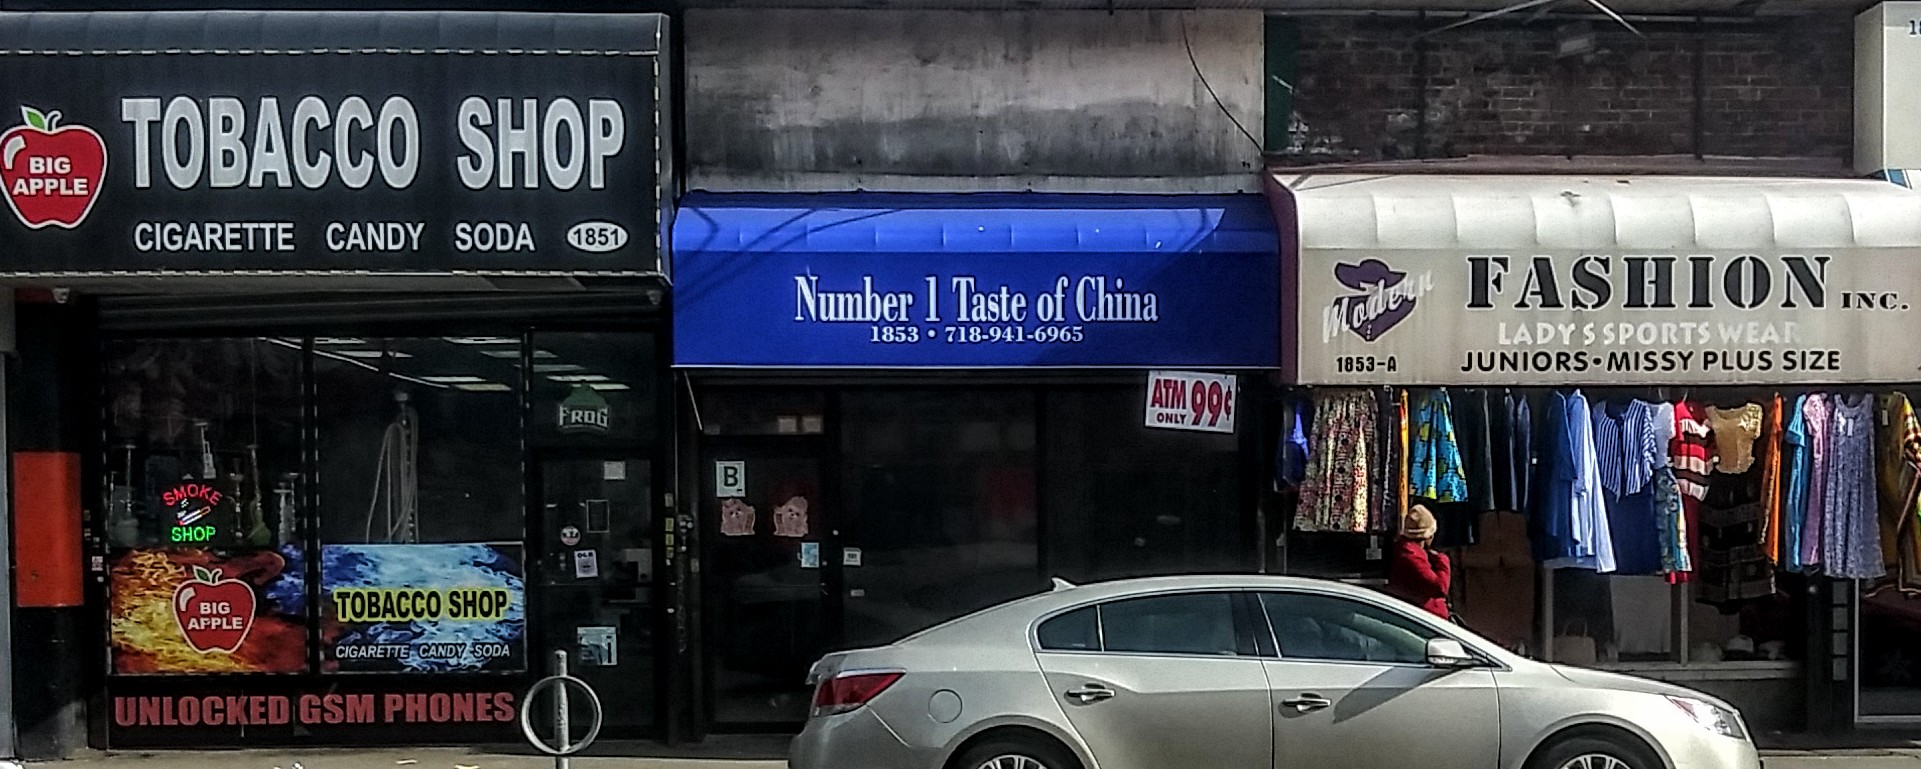 BIG
APPLE
TOBACCO SHOP
CIGARETTE CANDY SODA 1851
FROG
SMOKE
SHOP
BIG
APPLE
TOBACCO SHOP
CIGARETTE CANDY SODA
UNLOCKED GSM PHONES
Number 1 Taste of China
1853 • 718-941-6965
ATM
ONLY 99¢
B
Modern
FASHION INC.
LADY S SPORTS WEAR
1853-A
JUNIORS•MISSY PLUS SIZE